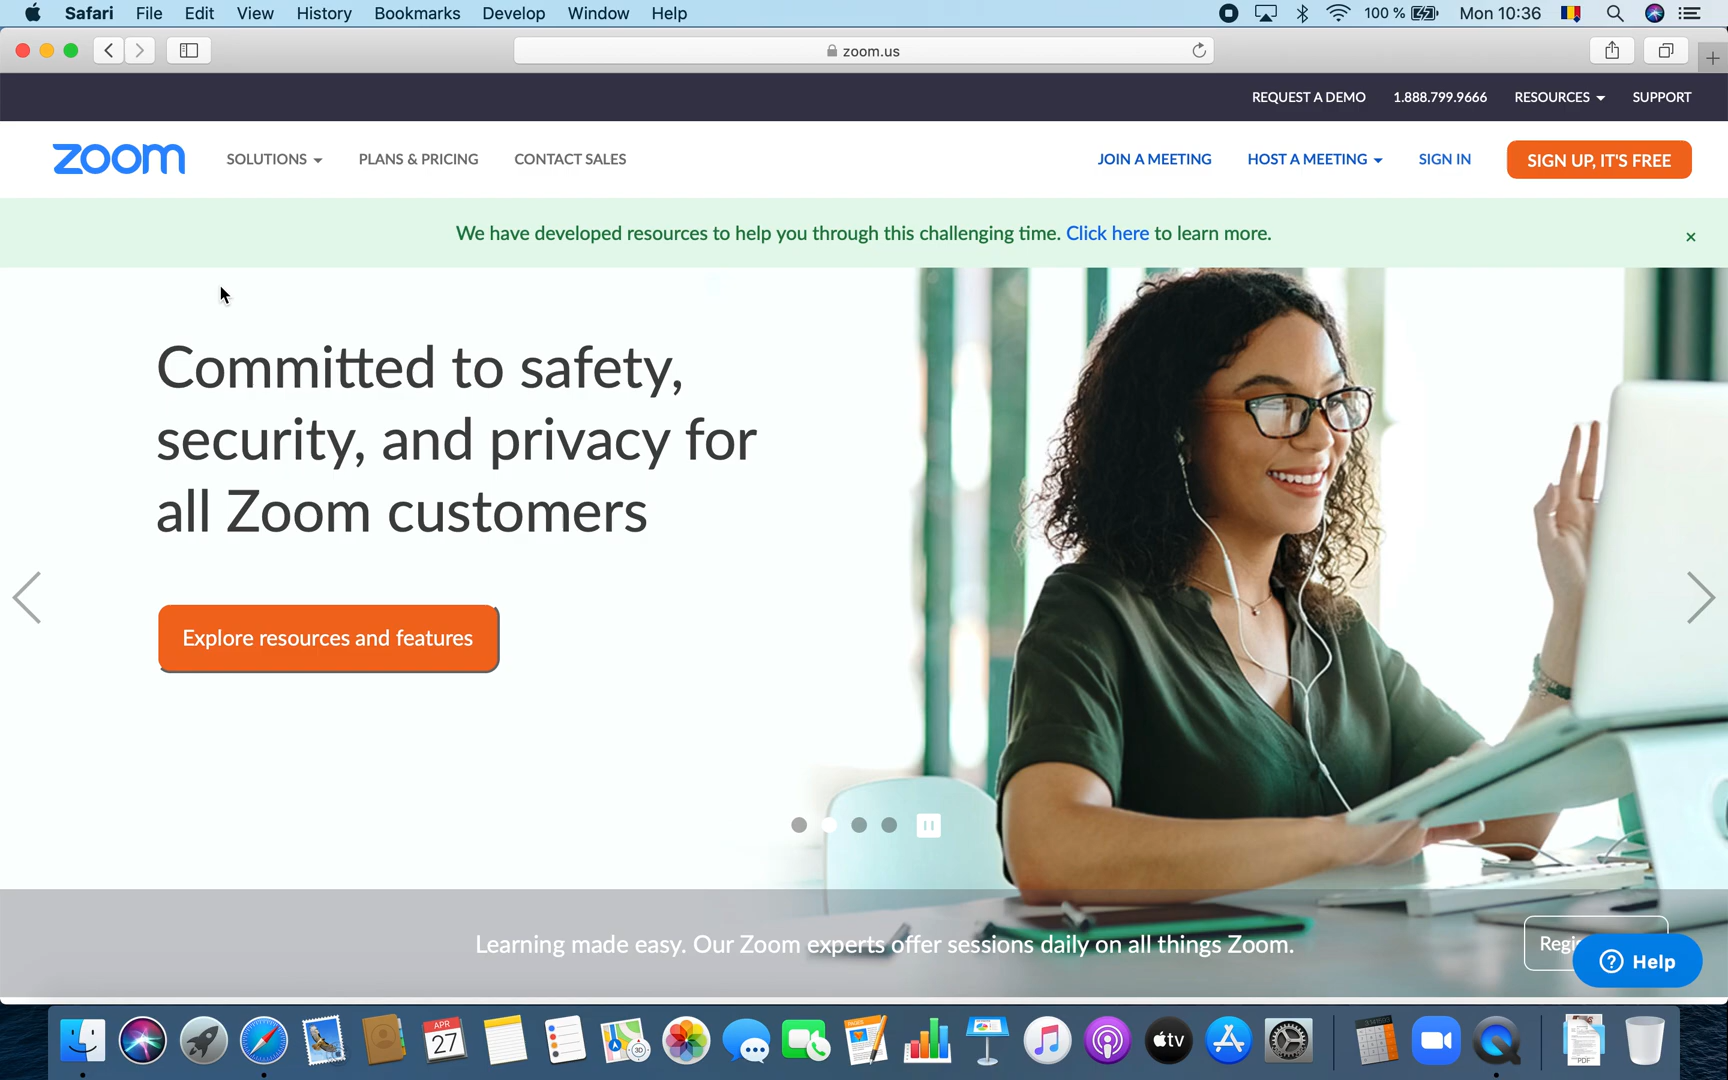 Safari File Edit View History Bookmarks Develop Window Help 100 % Mon 10:36
zoom.us
REQUEST A DEMO 1.888.799.9666 RESOURCES SUPPORT
zoom SOLUTIONS PLANS & PRICING CONTACT SALES JOIN A MEETING HOST A MEETING SIGN IN SIGN UP, IT'S FREE
We have developed resources to help you through this challenging time. Click here to learn more.
Committed to safety,
security, and privacy for
all Zoom customers
Explore resources and features
Learning made easy. Our Zoom experts offer sessions daily on all things Zoom.
Help
APR
27
3D
tv
PDF